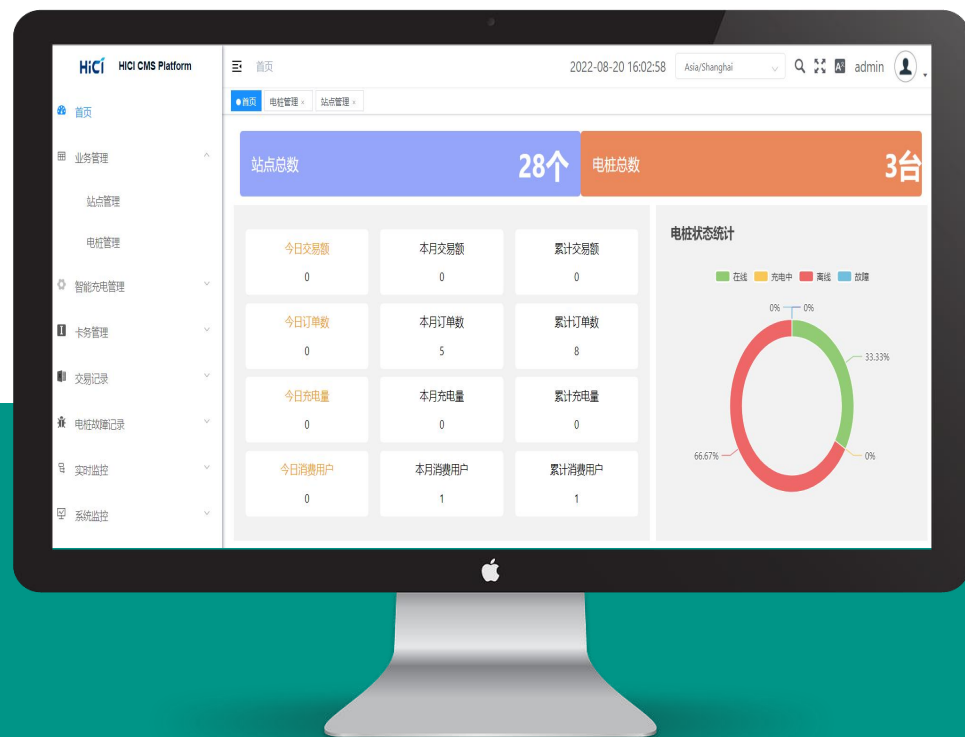 HiCi HICI CMS Platform
首页
2022-08-20 16:02:58
Asia/Shanghai
admin
首页
业务管理
站点管理
电桩管理
智能充电管理
卡务管理
交易记录
电桩故障记录
实时监控
系统监控
首页 电桩管理 × 站点管理 ×
站点总数 28个
电桩总数 3台
今日交易额 本月交易额 累计交易额
0 0 0
今日订单数 本月订单数 累计订单数
0 5 8
今日充电量 本月充电量 累计充电量
0 0 0
今日消费用户 本月消费用户 累计消费用户
0 1 1
电桩状态统计
在线 充电中 离线 故障
0% 0%
33.33%
66.67% 0%